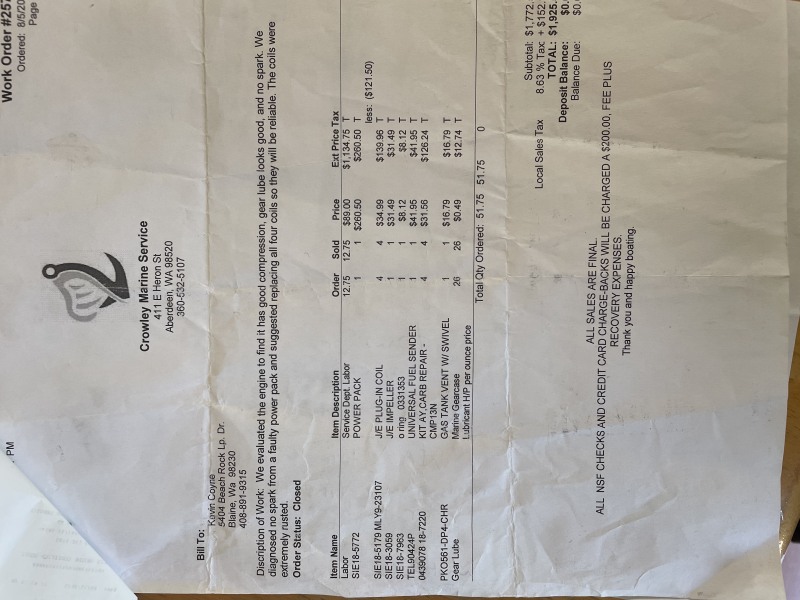 PM
Work Order #257
Ordered: 8/5/20
Page
Crowley Marine Service
411 E Heron St
Aberdeen, WA 98520
360-532-5107
Bill To: Kevin Coyne
5404 Beach Rock Lp. Dr.
Blaine, Wa 98230
408-891-9315
Discription of Work: We evaluated the engine to find it has good compression, gear lube looks good, and no spark. We
diagnosed no spark from a faulty power pack and suggested replacing all four coils so they will be reliable. The coils were
extremely rusted.
Order Status: Closed
Item Name Item Description Order Sold Price Ext Price Tax
Labor Service Dept. Labor 12.75 12.75 $89.00 $1,134.75 T
SIE18-5772 POWER PACK 1 1 $260.50 $260.50 T
less: ($121.50)
SIE18-5179 MLY9-23107 J/E PLUG-IN COIL 4 4 $34.99 $139.96 T
SIE18-3059 J/E IMPELLER 1 1 $31.49 $31.49 T
SIE18-7963 o ring 0331353 1 1 $8.12 $8.12 T
TEL90424P UNIVERSAL FUEL SENDER 1 1 $41.95 $41.95 T
0439078 18-7220 KIT AY,CARB REPAIR - 4 4 $31.56 $126.24 T
CMP13N
PKO561-DP4-CHR GAS TANK VENT W/ SWIVEL 1 1 $16.79 $16.79 T
Gear Lube Marine Gearcase 26 26 $0.49 $12.74 T
Lubricant H/P per ounce price
Total Qty Ordered: 51.75 51.75 0
Subtotal: $1,772.
Local Sales Tax 8.63 % Tax: + $152.
TOTAL: $1,925.
Deposit Balance: $0.
Balance Due: $0.
ALL SALES ARE FINAL.
ALL NSF CHECKS AND CREDIT CARD CHARGE-BACKS WILL BE CHARGED A $200.00, FEE PLUS
RECOVERY EXPENSES.
Thank you and happy boating.